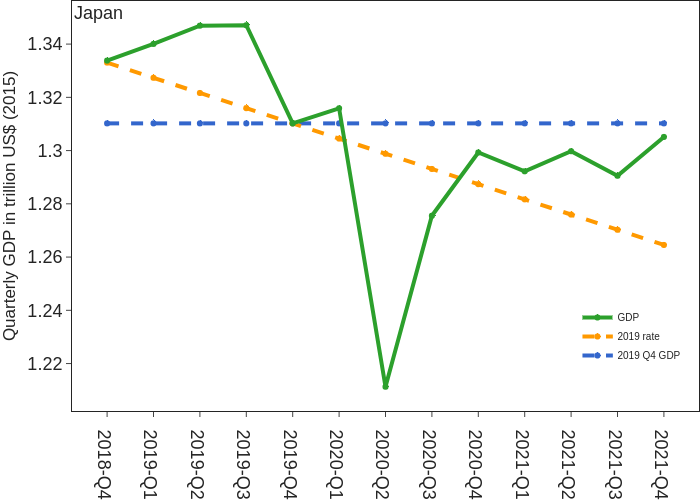 Japan
Quarterly GDP in trillion US$ (2015)
1.34
1.32
1.3
1.28
1.26
1.24
1.22
GDP
2019 rate
2019 Q4 GDP
2018-Q4
2019-Q1
2019-Q2
2019-Q3
2019-Q4
2020-Q1
2020-Q2
2020-Q3
2020-Q4
2021-Q1
2021-Q2
2021-Q3
2021-Q4